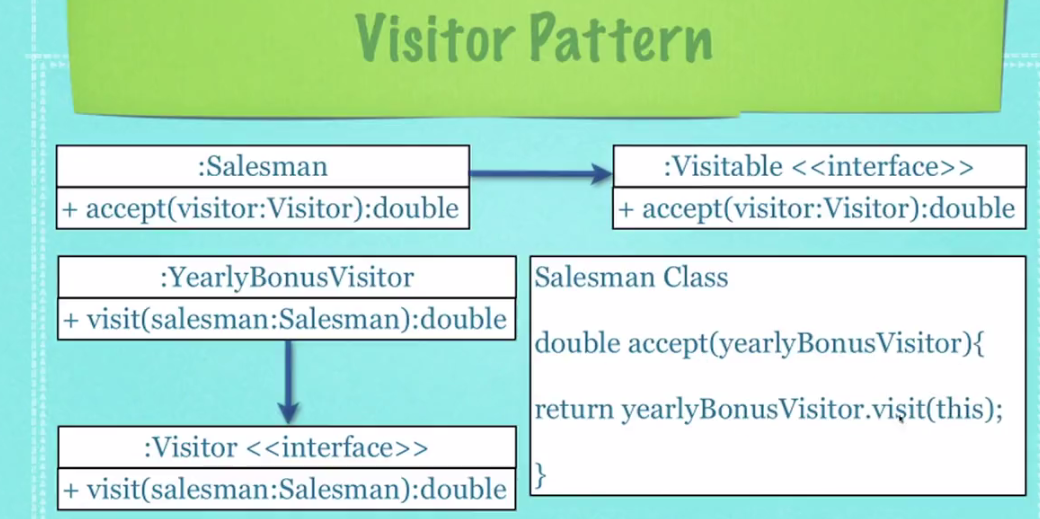 Visitor Pattern
:Salesman
+ accept(visitor:Visitor):double
:Visitable <<interface>>
+ accept(visitor:Visitor):double
:YearlyBonusVisitor
+ visit(salesman:Salesman):double
:Visitor <<interface>>
+ visit(salesman:Salesman):double
Salesman Class
double accept(yearlyBonusVisitor){
return yearlyBonusVisitor.visit(this);
}